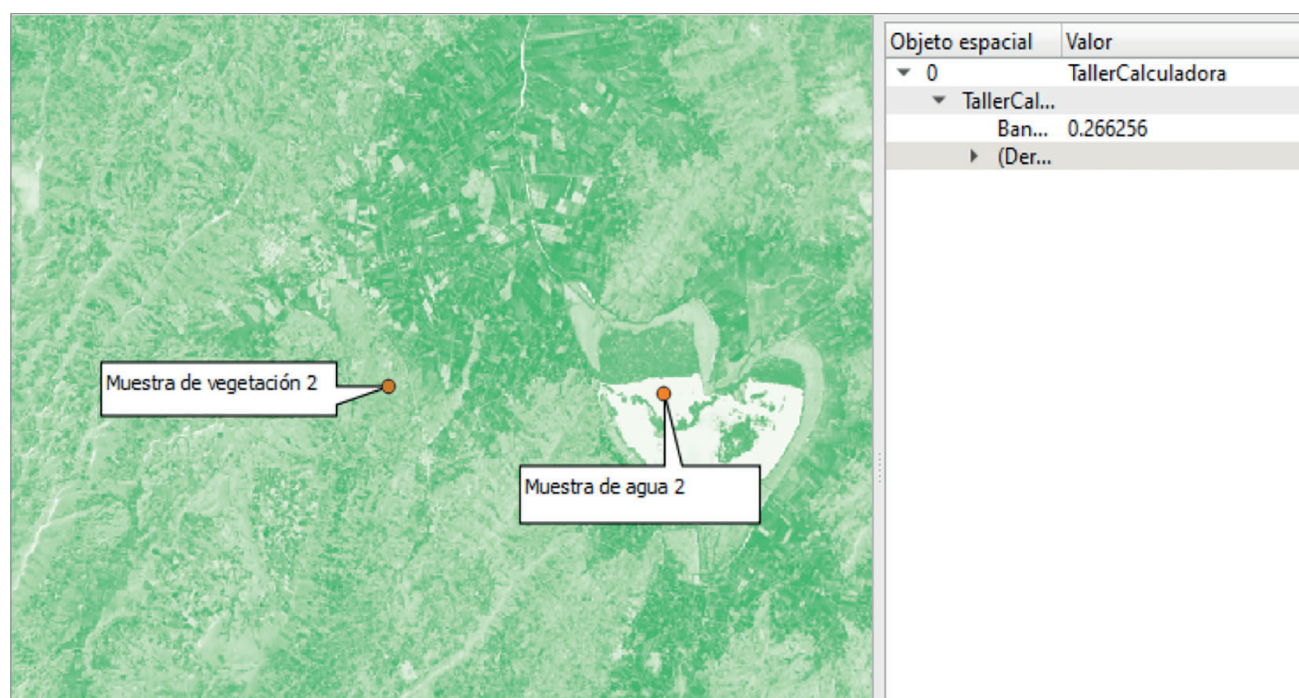 Objeto espacial Valor
0 TallerCalculadora
TallerCal...
Ban... 0.266256
(Der...
Muestra de vegetación 2
Muestra de agua 2